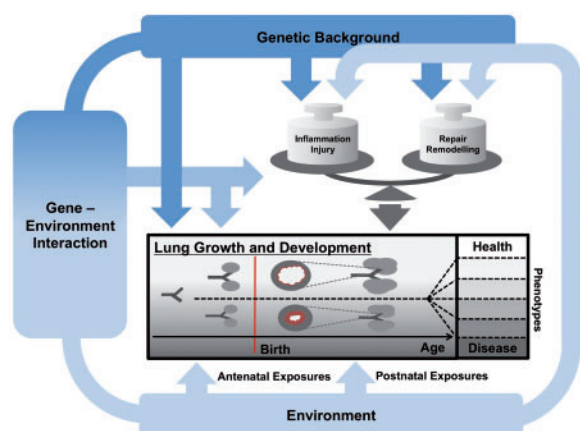 Genetic Background
Inflammation
Injury
Repair
Remodelling
Gene –
Environment
Interaction
Lung Growth and Development
Health
Phenotypes
Birth
Age
Disease
Antenatal Exposures
Postnatal Exposures
Environment